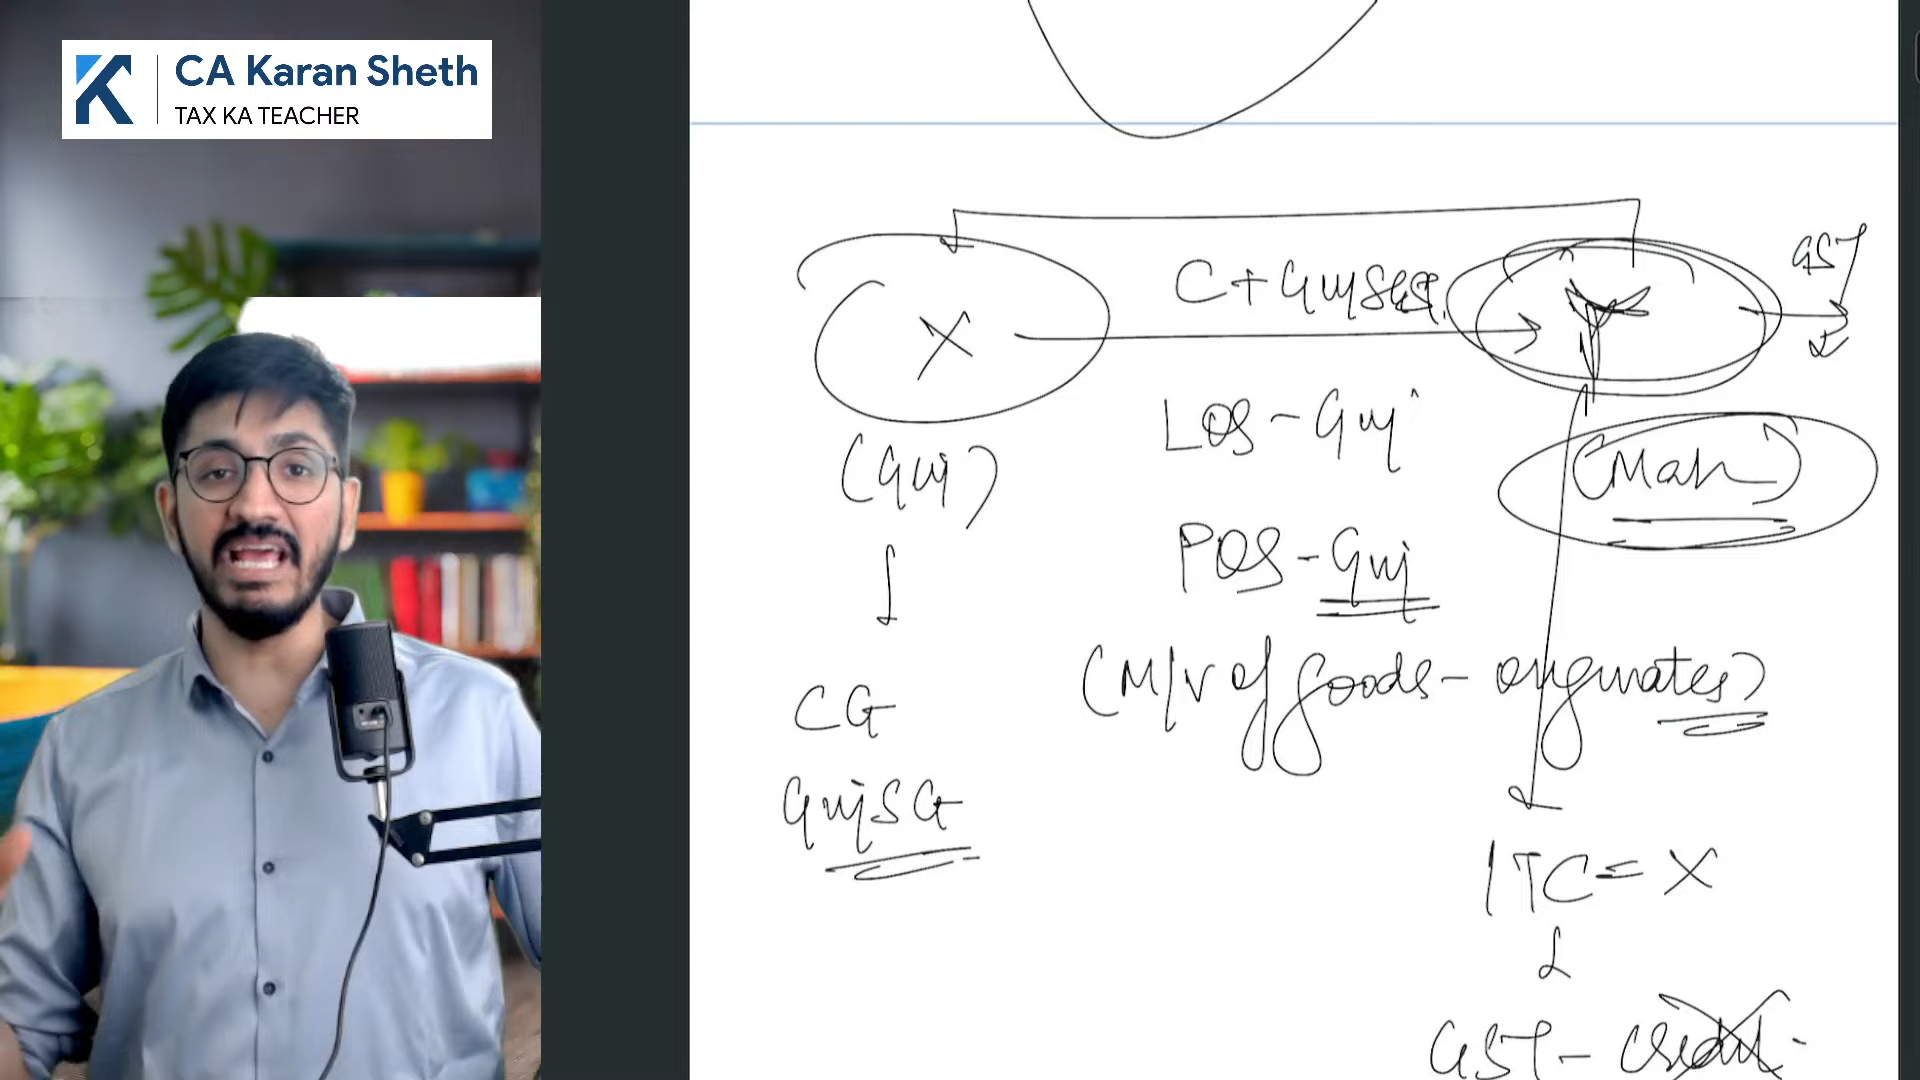 CA Karan Sheth
TAX KA TEACHER
GST
C + GujSGST
X
Y
LOS - Guj
(Guj)
(Mah)
POS - Guj
(M/V of goods - originates)
CG
GujSG
ITC = X
GST - credit